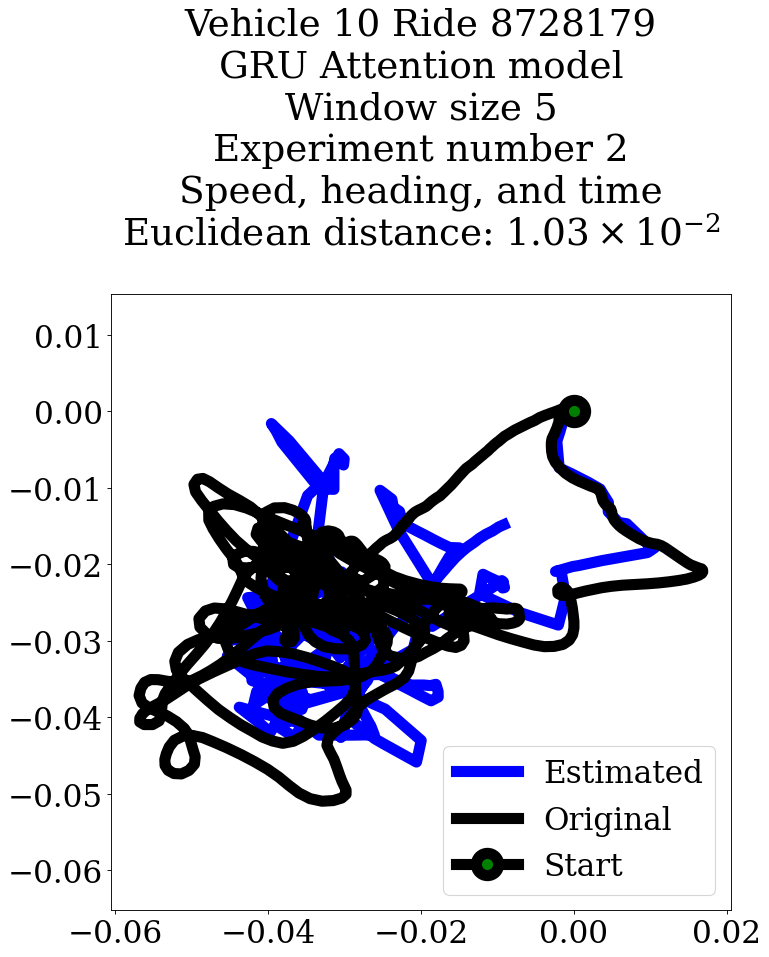 Vehicle 10 Ride 8728179
GRU Attention model
Window size 5
Experiment number 2
Speed, heading, and time
Euclidean distance: 1.03 × 10⁻²
0.01
0.00
−0.01
−0.02
−0.03
−0.04
−0.05
−0.06
Estimated
Original
Start
−0.06 −0.04 −0.02 0.00 0.02